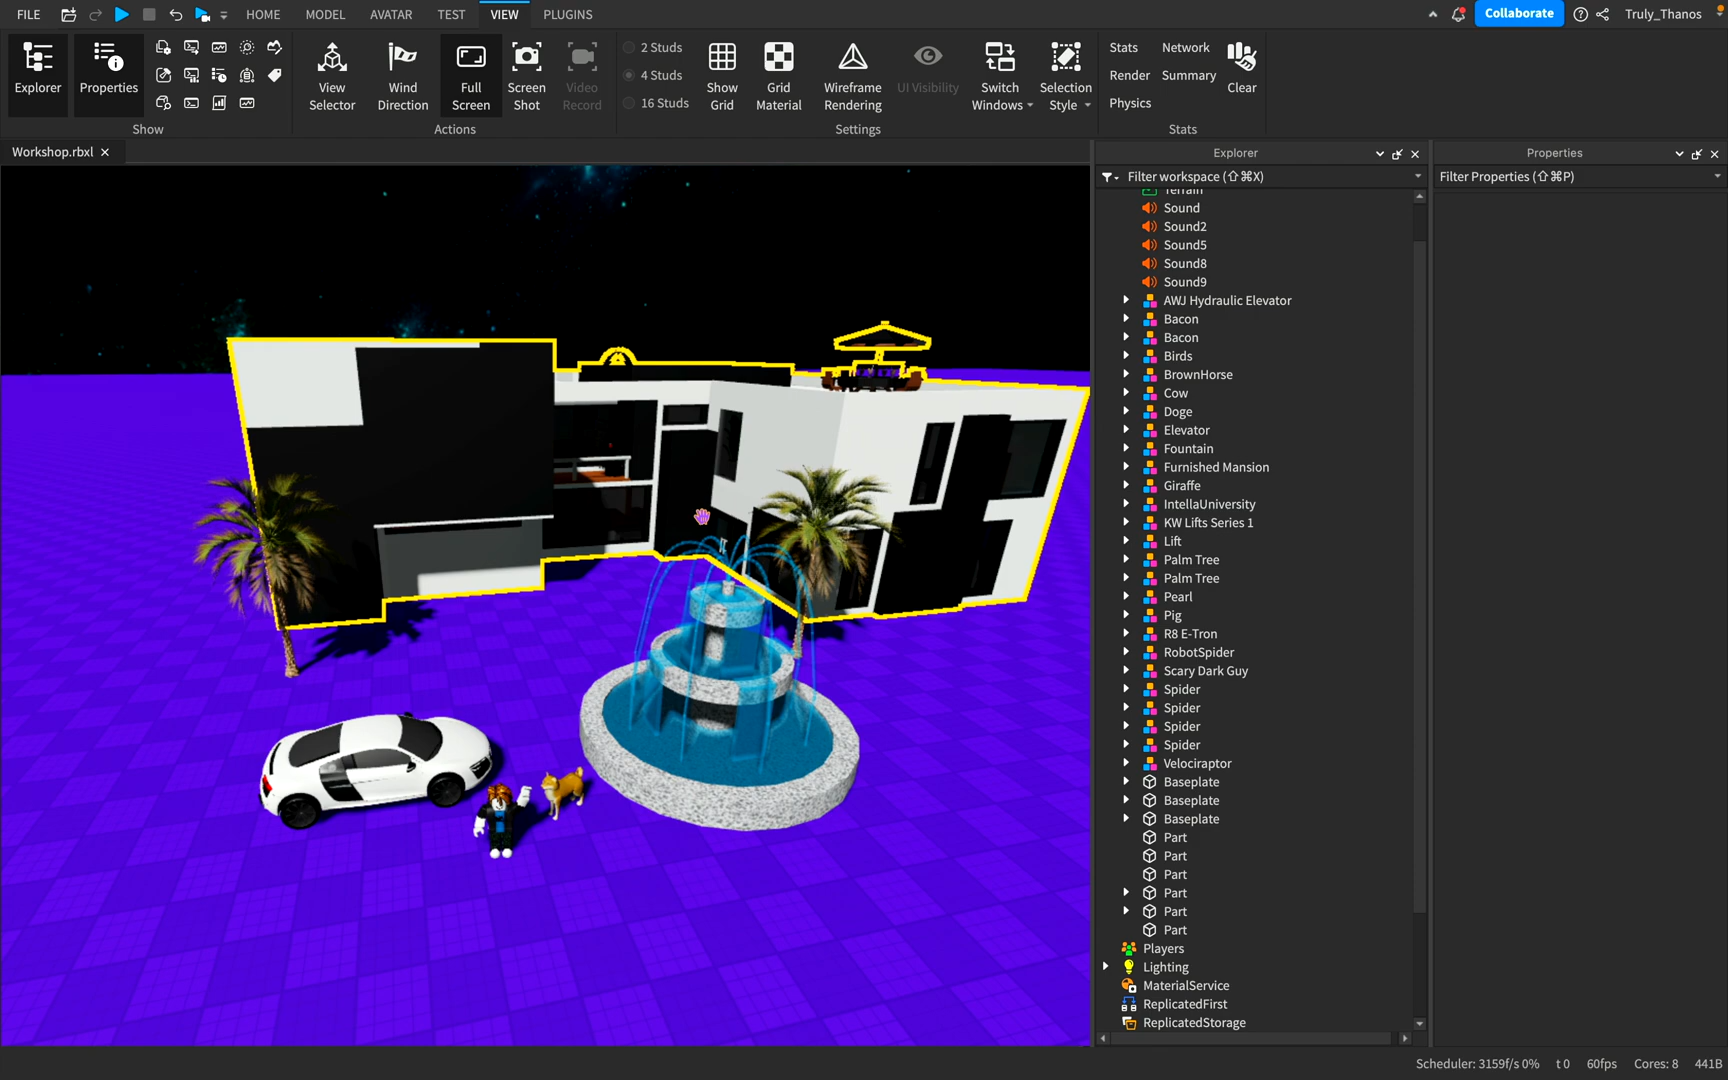 FILE HOME MODEL AVATAR TEST VIEW PLUGINS Collaborate Truly_Thanos
Explorer
Properties
Show
View Selector
Wind Direction
Full Screen
Screen Shot
Video Record
Actions
2 Studs
4 Studs
16 Studs
Show Grid
Grid Material
Wireframe Rendering
UI Visibility
Switch Windows
Selection Style
Settings
Stats Network
Render Summary
Physics
Clear
Stats
Workshop.rbxl
Explorer
Filter workspace (⇧⌘X)
Terrain
Sound
Sound2
Sound5
Sound8
Sound9
AWJ Hydraulic Elevator
Bacon
Bacon
Birds
BrownHorse
Cow
Doge
Elevator
Fountain
Furnished Mansion
Giraffe
IntellaUniversity
KW Lifts Series 1
Lift
Palm Tree
Palm Tree
Pearl
Pig
R8 E-Tron
RobotSpider
Scary Dark Guy
Spider
Spider
Spider
Spider
Velociraptor
Baseplate
Baseplate
Baseplate
Part
Part
Part
Part
Part
Part
Players
Lighting
MaterialService
ReplicatedFirst
ReplicatedStorage
Properties
Filter Properties (⇧⌘P)
Scheduler: 3159f/s 0% t 0 60fps Cores: 8 441B